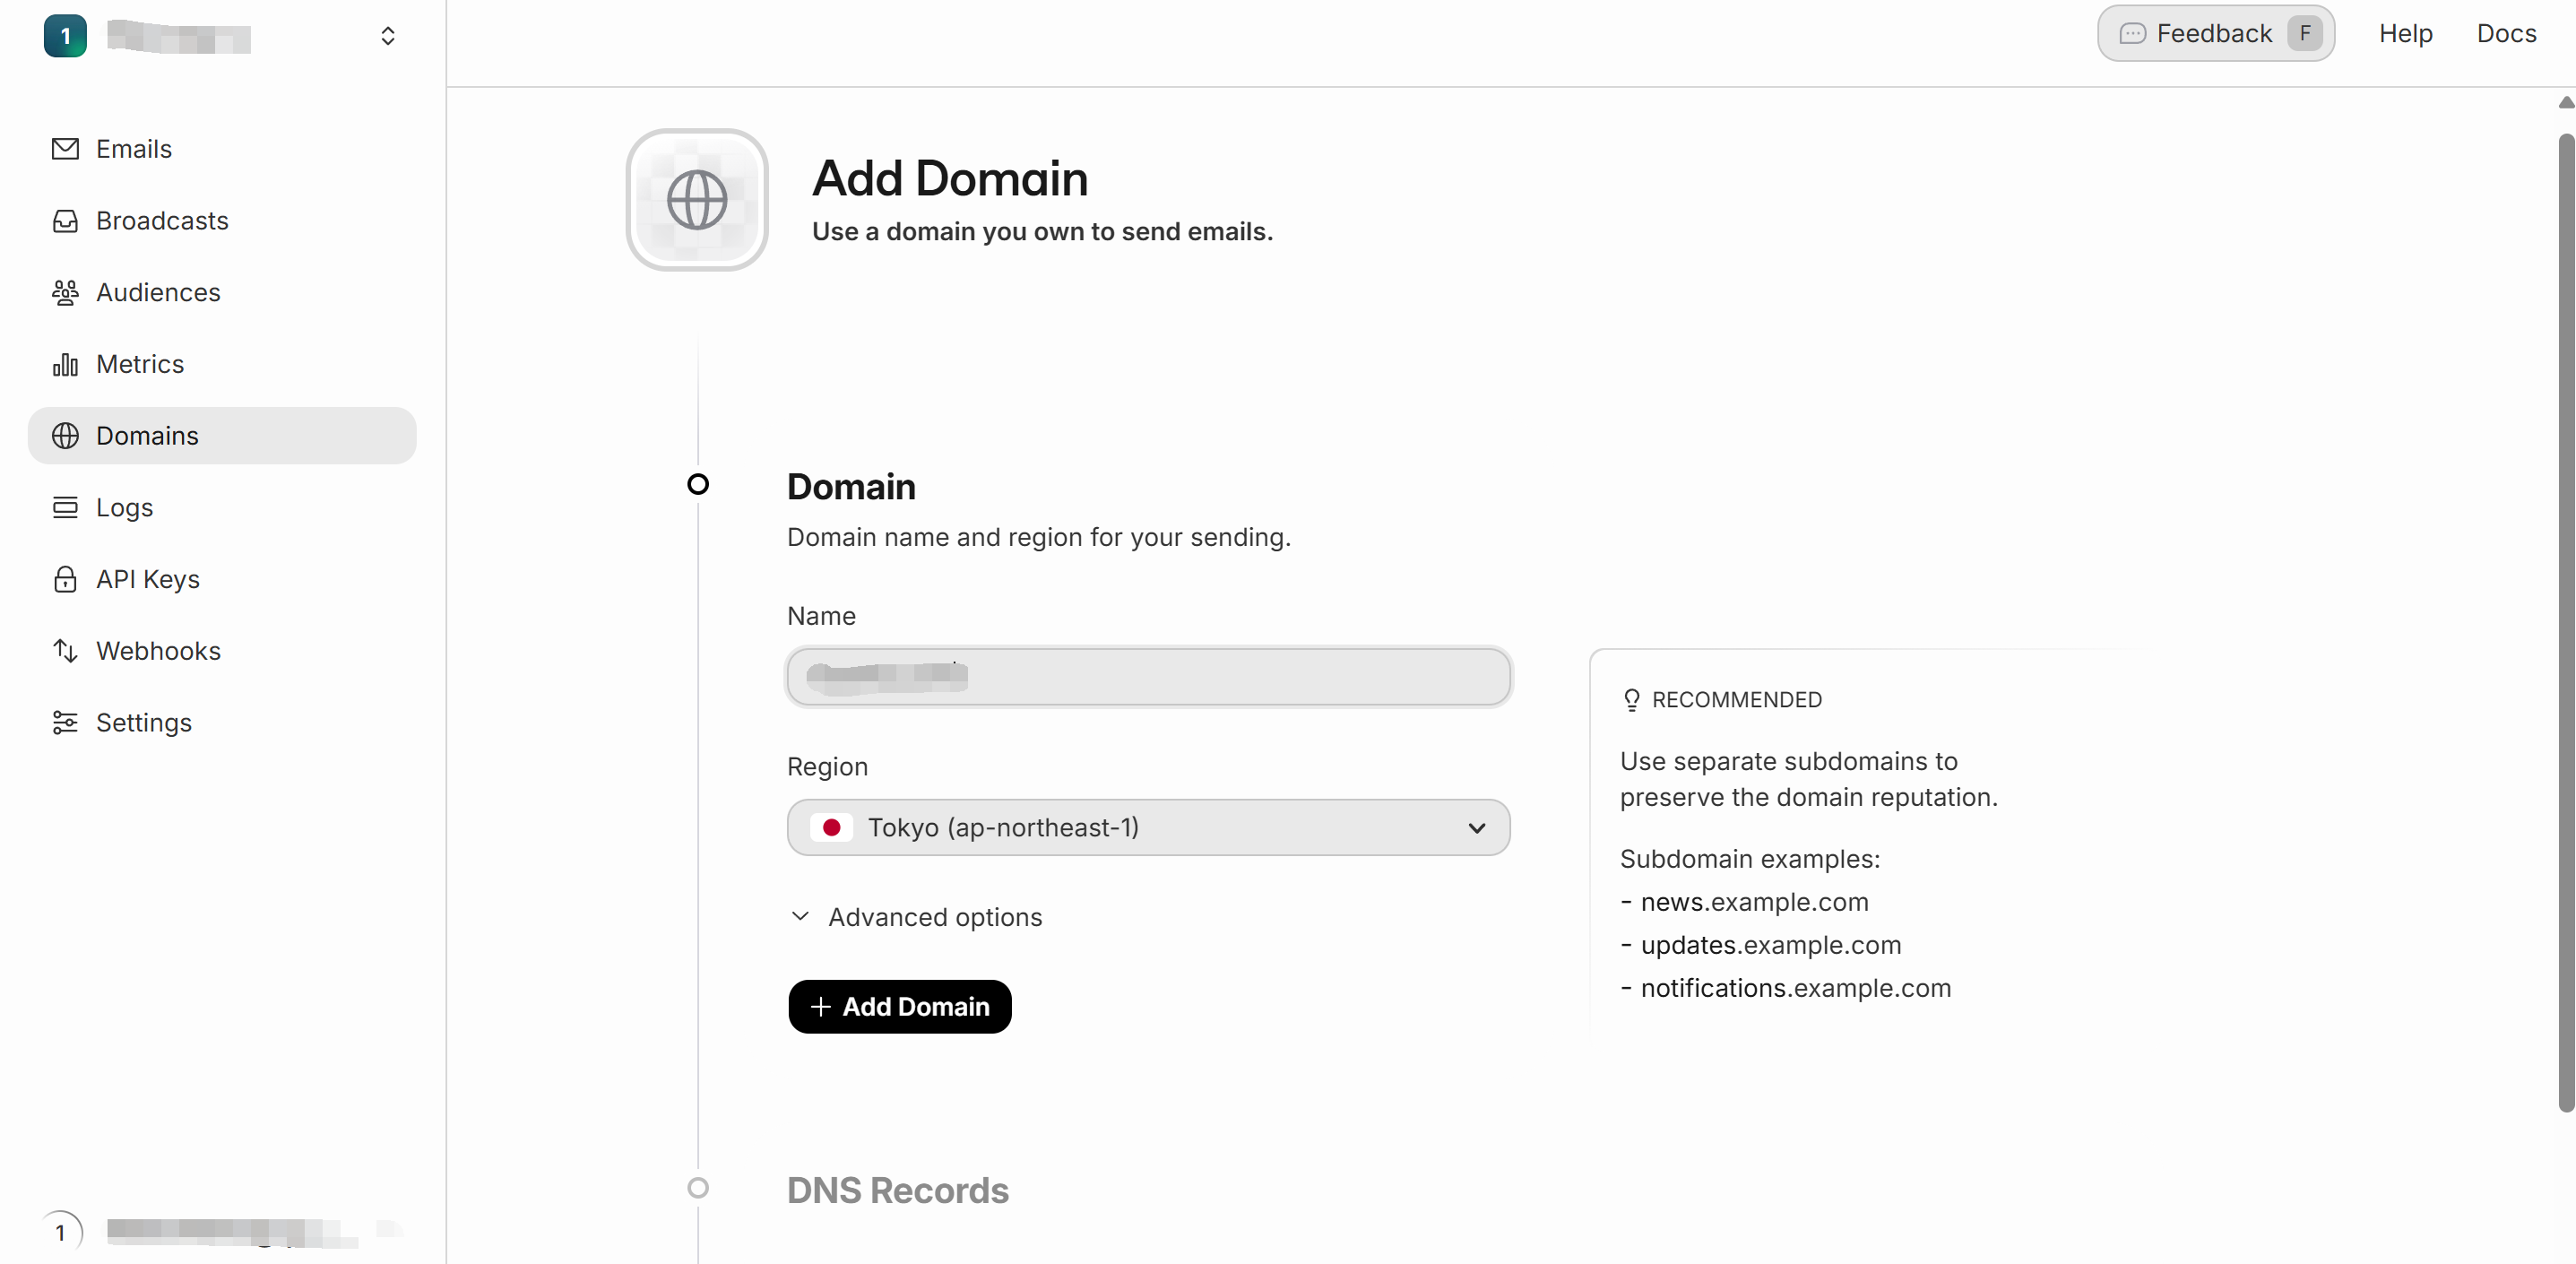 1
Feedback F
Help
Docs
Emails
Broadcasts
Audiences
Metrics
Domains
Logs
API Keys
Webhooks
Settings
1
Add Domain
Use a domain you own to send emails.
Domain
Domain name and region for your sending.
Name
Region
Tokyo (ap-northeast-1)
Advanced options
Add Domain
RECOMMENDED
Use separate subdomains to
preserve the domain reputation.
Subdomain examples:
- news.example.com
- updates.example.com
- notifications.example.com
DNS Records